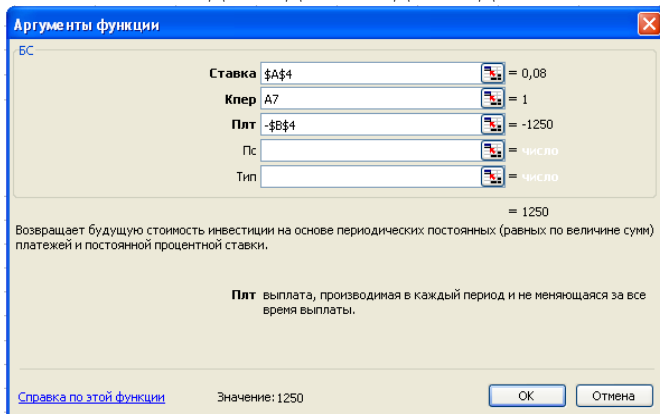 Аргументы функции
БС
Ставка $A$4 = 0,08
Кпер A7 = 1
Плт -$B$4 = -1250
Пс = число
Тип = число
= 1250
Возвращает будущую стоимость инвестиции на основе периодических постоянных (равных по величине сумм)
платежей и постоянной процентной ставки.
Плт выплата, производимая в каждый период и не меняющаяся за все
время выплаты.
Справка по этой функции Значение: 1250 OK Отмена